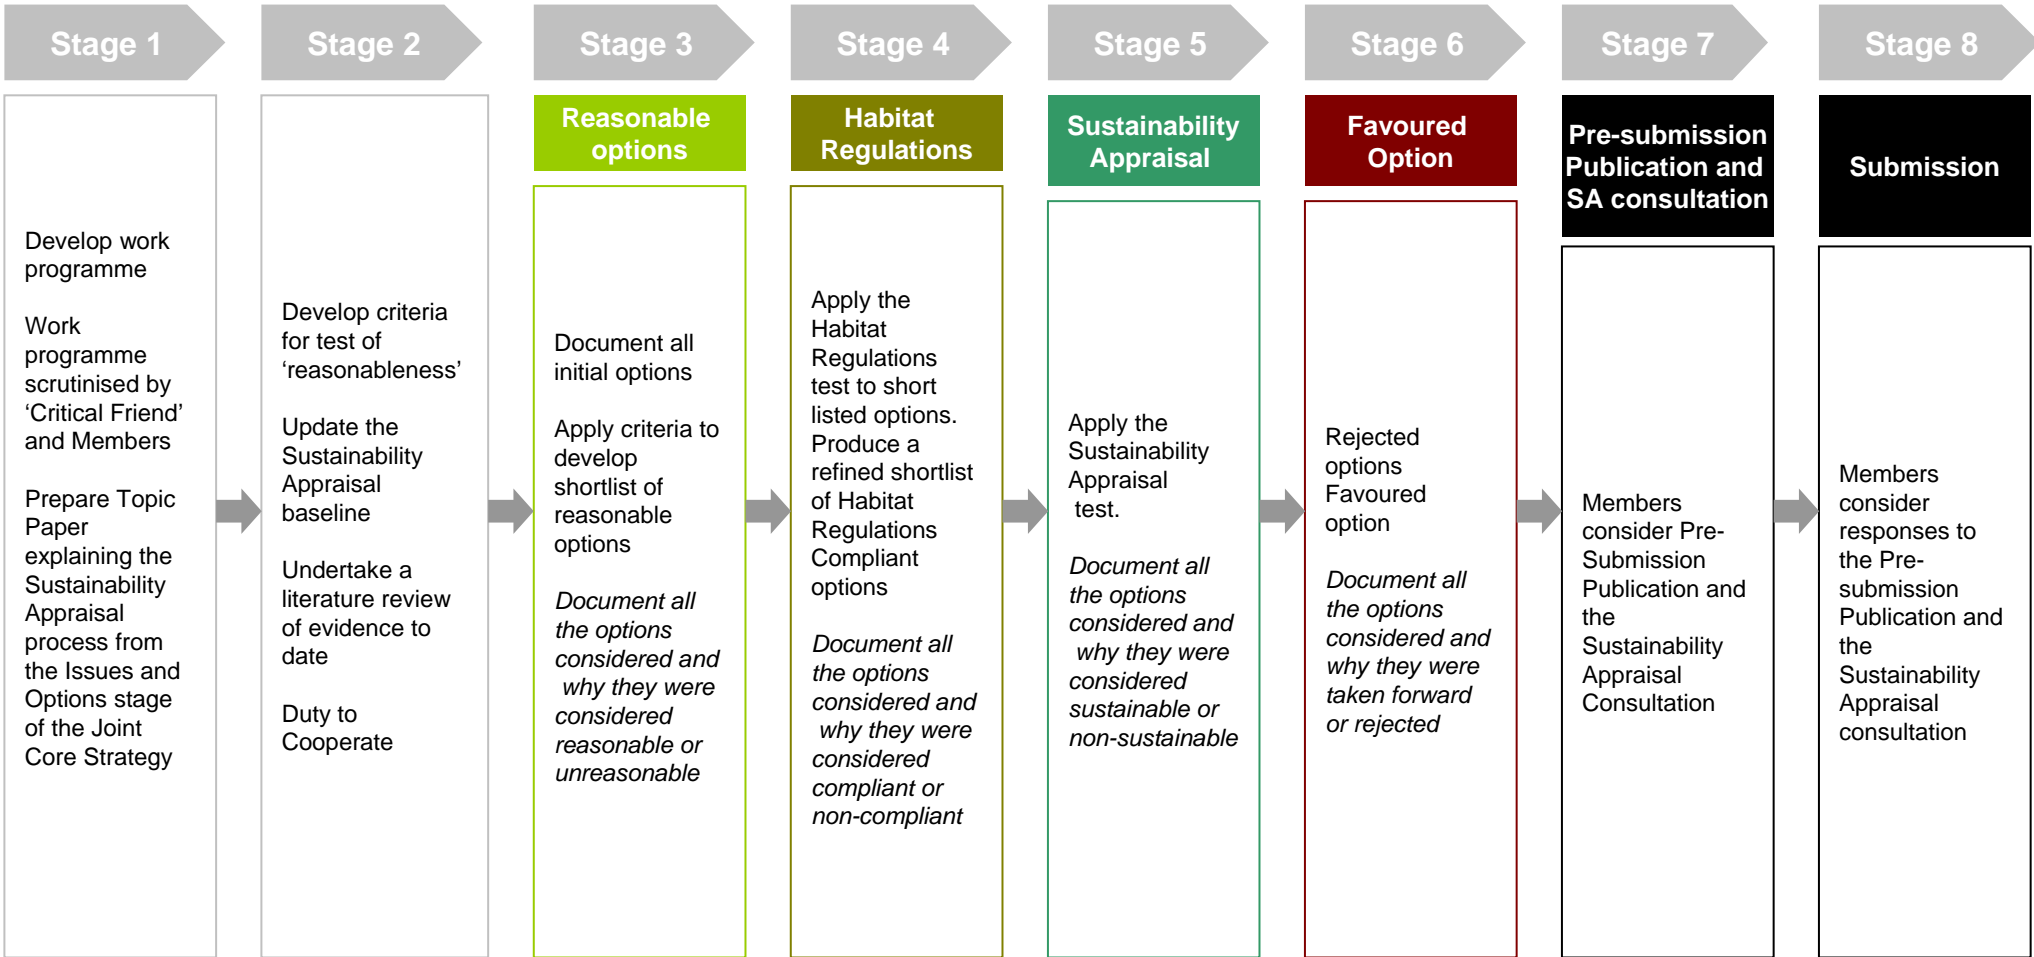 Stage 1
Stage 2
Stage 3
Stage 4
Stage 5
Stage 6
Stage 7
Stage 8
Develop work
programme
Work
programme
scrutinised by
‘Critical Friend’
and Members
Prepare Topic
Paper
explaining the
Sustainability
Appraisal
process from
the Issues and
Options stage
of the Joint
Core Strategy
Develop criteria
for test of
‘reasonableness’
Update the
Sustainability
Appraisal
baseline
Undertake a
literature review
of evidence to
date
Duty to
Cooperate
Reasonable
options
Document all
initial options
Apply criteria to
develop
shortlist of
reasonable
options
Document all
the options
considered and
why they were
considered
reasonable or
unreasonable
Habitat
Regulations
Apply the
Habitat
Regulations
test to short
listed options.
Produce a
refined shortlist
of Habitat
Regulations
Compliant
options
Document all
the options
considered and
why they were
considered
compliant or
non-compliant
Sustainability
Appraisal
Apply the
Sustainability
Appraisal
test.
Document all
the options
considered and
why they were
considered
sustainable or
non-sustainable
Favoured
Option
Rejected
options
Favoured
option
Document all
the options
considered and
why they were
taken forward
or rejected
Pre-submission
Publication and
SA consultation
Members
consider Pre-
Submission
Publication and
the
Sustainability
Appraisal
Consultation
Submission
Members
consider
responses to
the Pre-
submission
Publication and
the
Sustainability
Appraisal
consultation